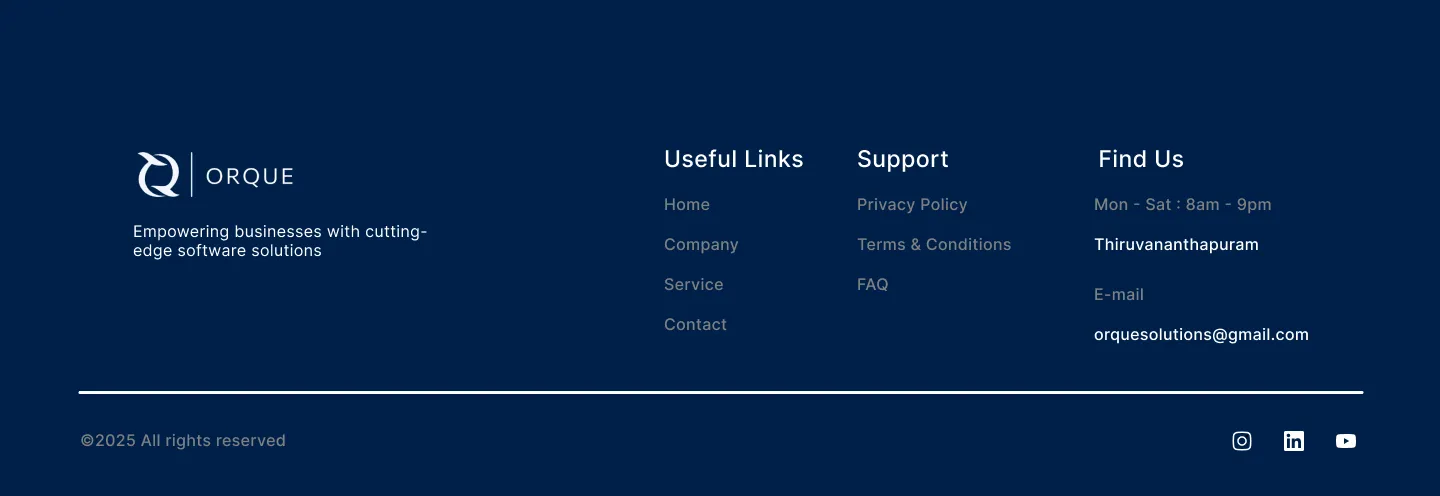 ORQUE
Empowering businesses with cutting-
edge software solutions
Useful Links
Home
Company
Service
Contact
Support
Privacy Policy
Terms & Conditions
FAQ
Find Us
Mon - Sat : 8am - 9pm
Thiruvananthapuram
E-mail
orquesolutions@gmail.com
©2025 All rights reserved
in